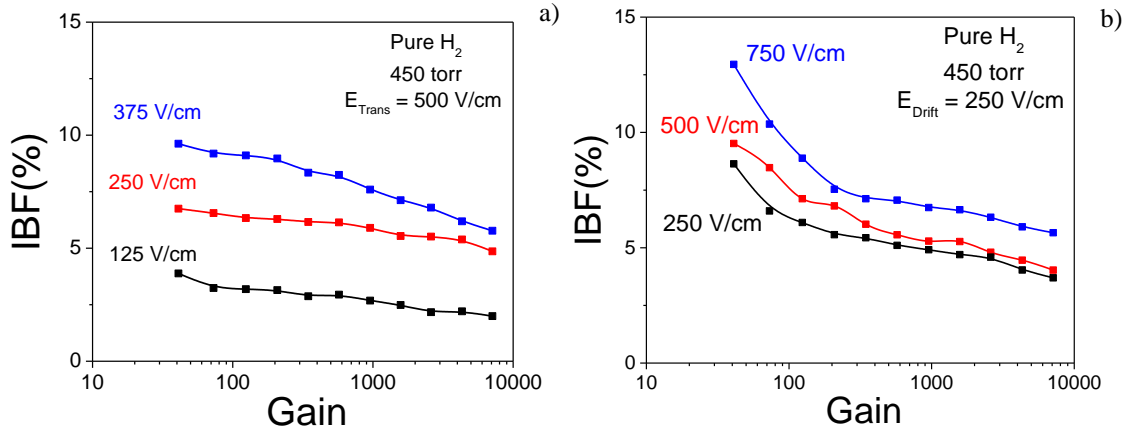 a)
15
Pure H2
450 torr
ETrans = 500 V/cm
375 V/cm
10
250 V/cm
IBF(%)
5
125 V/cm
0
10
100
1000
10000
Gain
b)
15
750 V/cm
Pure H2
450 torr
EDrift = 250 V/cm
10
500 V/cm
IBF(%)
250 V/cm
5
0
10
100
1000
10000
Gain